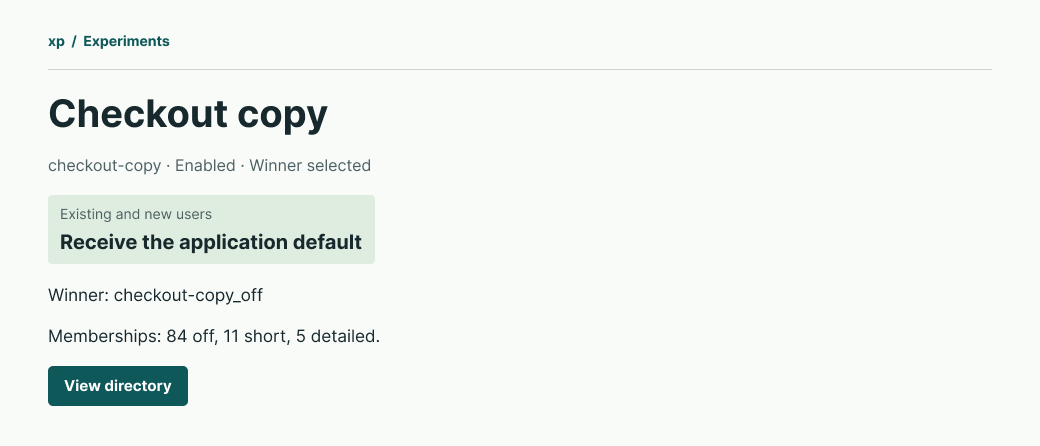 xp / Experiments
Checkout copy
checkout-copy · Enabled · Winner selected
Existing and new users
Receive the application default
Winner: checkout-copy_off
Memberships: 84 off, 11 short, 5 detailed.
View directory